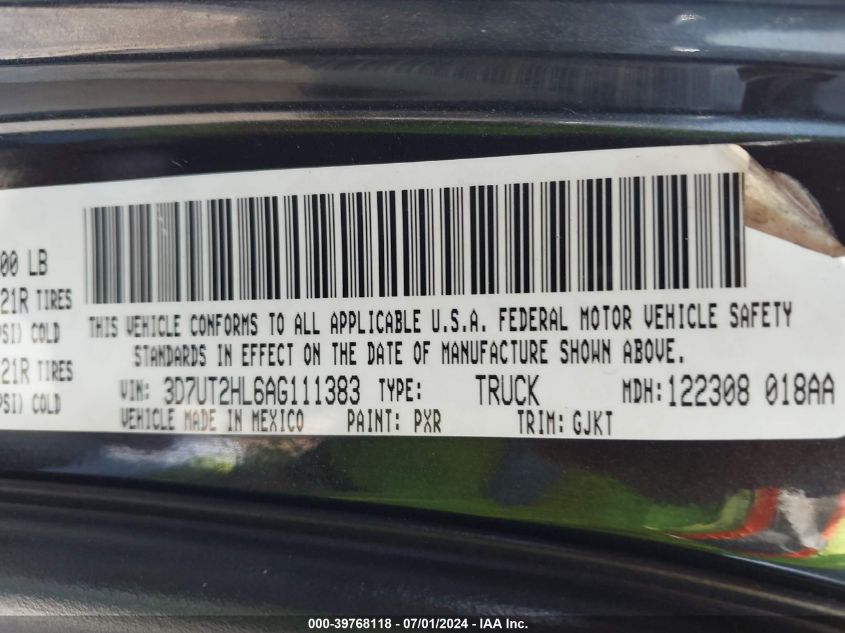 00 LB
21R TIRES
PSI) COLD
21R TIRES
PSI) COLD
THIS VEHICLE CONFORMS TO ALL APPLICABLE U.S.A. FEDERAL MOTOR VEHICLE SAFETY
STANDARDS IN EFFECT ON THE DATE OF MANUFACTURE SHOWN ABOVE.
VIN: 3D7UT2HL6AG111383 TYPE: TRUCK MDH:122308 018AA
VEHICLE MADE IN MEXICO PAINT: PXR TRIM: GJKT
000-39768118 - 07/01/2024 - IAA Inc.